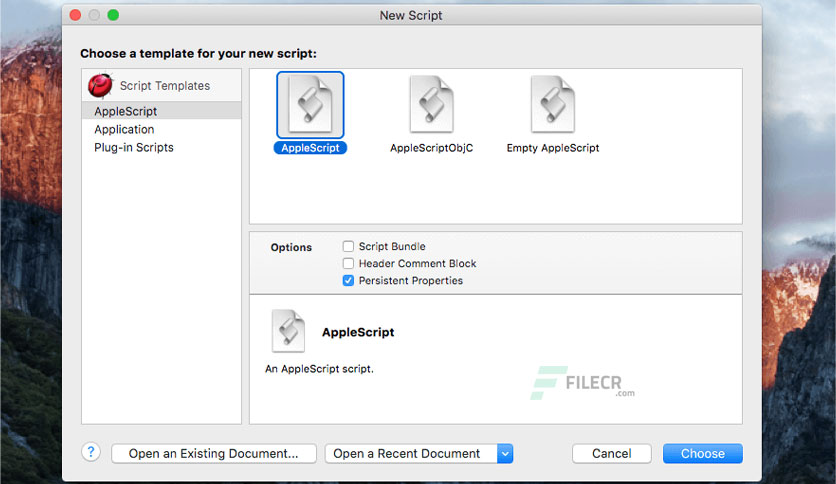 New Script
Choose a template for your new script:
Script Templates
AppleScript
Application
Plug-in Scripts
AppleScript
AppleScriptObjC
Empty AppleScript
Options
Script Bundle
Header Comment Block
Persistent Properties
AppleScript
An AppleScript script.
FILECR
.com
?
Open an Existing Document...
Open a Recent Document
Cancel
Choose